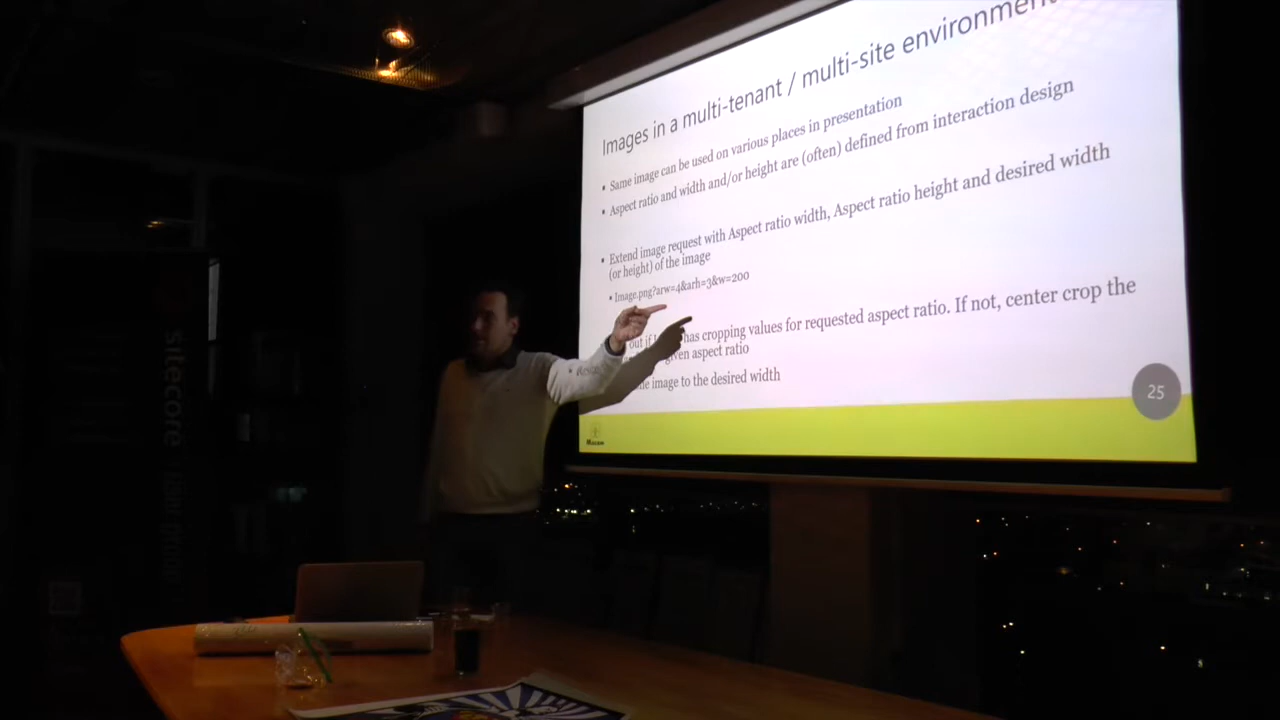 Images in a multi-tenant / multi-site environment
Same image can be used on various places in presentation
Aspect ratio and width and/or height are (often) defined from interaction design
Extend image request with Aspect ratio width, Aspect ratio height and desired width
(or height) of the image
Image.png?arw=4&arh=3&w=200
out if has cropping values for requested aspect ratio. If not, center crop the
given aspect ratio
image to the desired width
25
sitecore